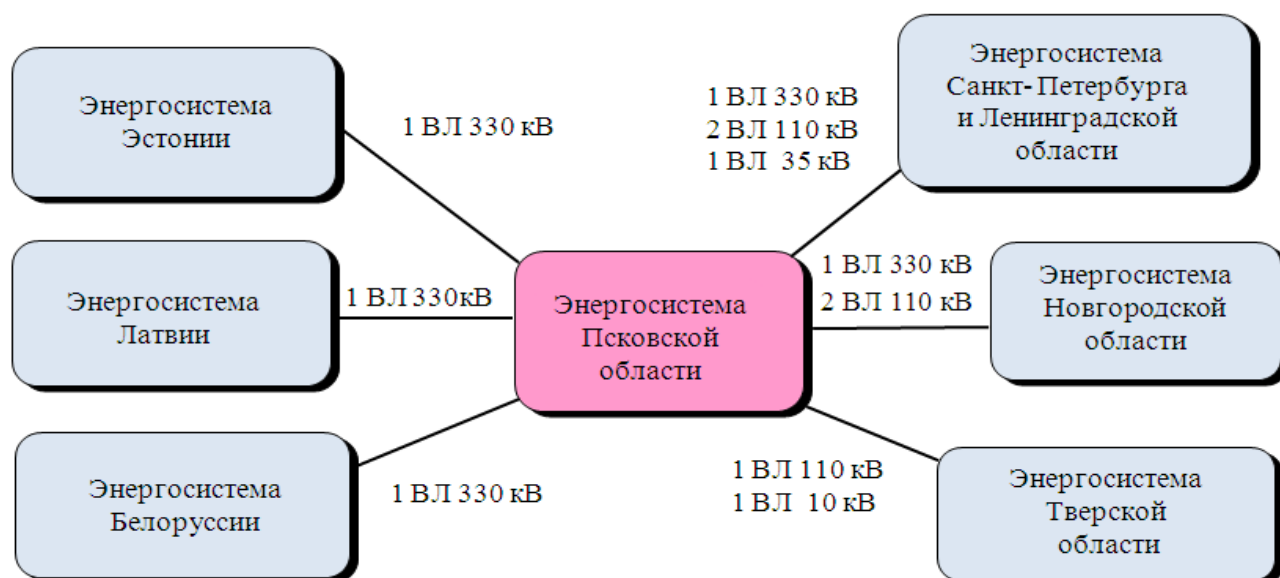 Энергосистема
Эстонии
1 ВЛ 330 кВ
1 ВЛ 330 кВ
2 ВЛ 110 кВ
1 ВЛ 35 кВ
Энергосистема
Санкт- Петербурга
и Ленинградской
области
Энергосистема
Латвии
1 ВЛ 330кВ
Энергосистема
Псковской
области
1 ВЛ 330 кВ
2 ВЛ 110 кВ
Энергосистема
Новгородской
области
Энергосистема
Белоруссии
1 ВЛ 330 кВ
1 ВЛ 110 кВ
1 ВЛ 10 кВ
Энергосистема
Тверской
области